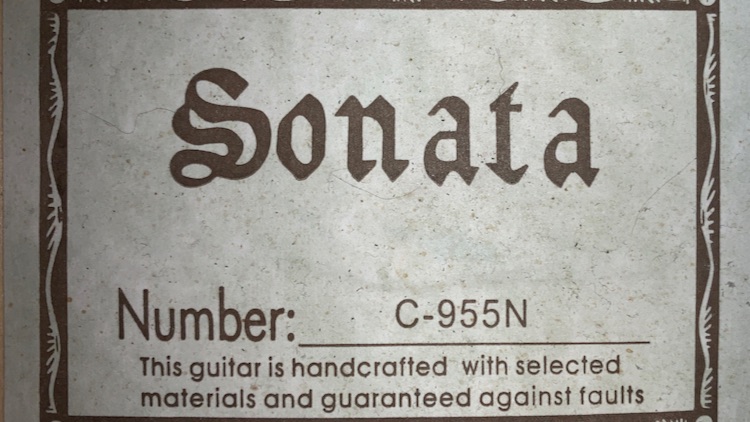 Sonata
Number: C-955N
This guitar is handcrafted with selected
materials and guaranteed against faults